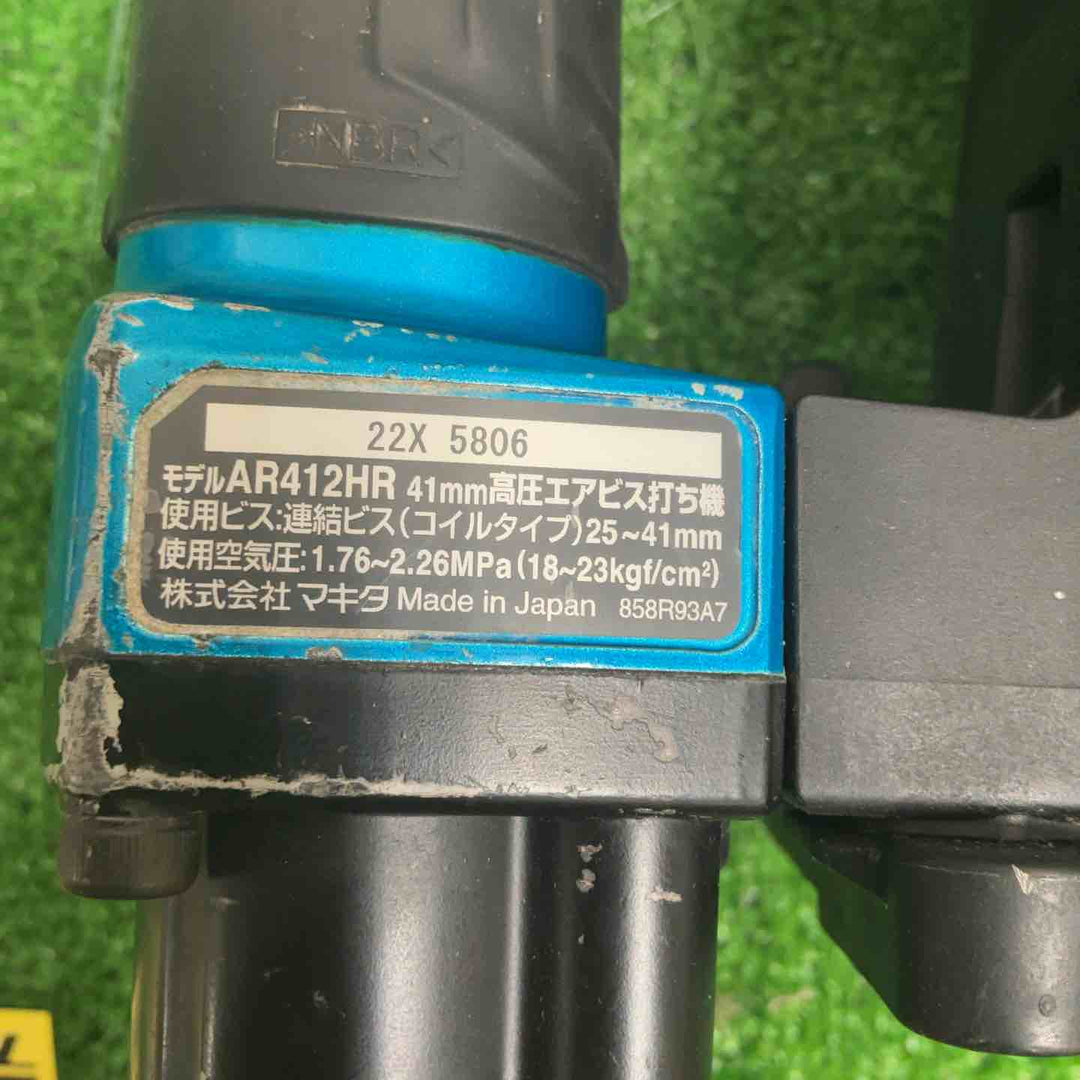 >NBR<
22X 5806
モデルAR412HR 41mm高圧エアビス打ち機
使用ビス:連結ビス(コイルタイプ)25~41mm
使用空気圧:1.76~2.26MPa(18~23kgf/cm²)
株式会社 マキタ Made in Japan 858R93A7